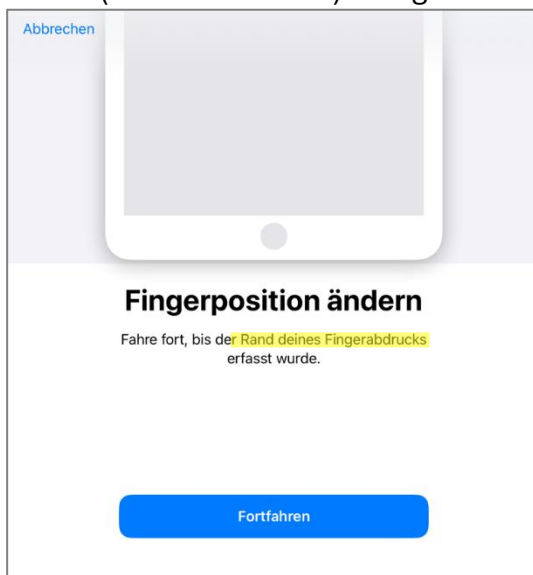 Abbrechen
Fingerposition ändern
Fahre fort, bis der Rand deines Fingerabdrucks
erfasst wurde.
Fortfahren